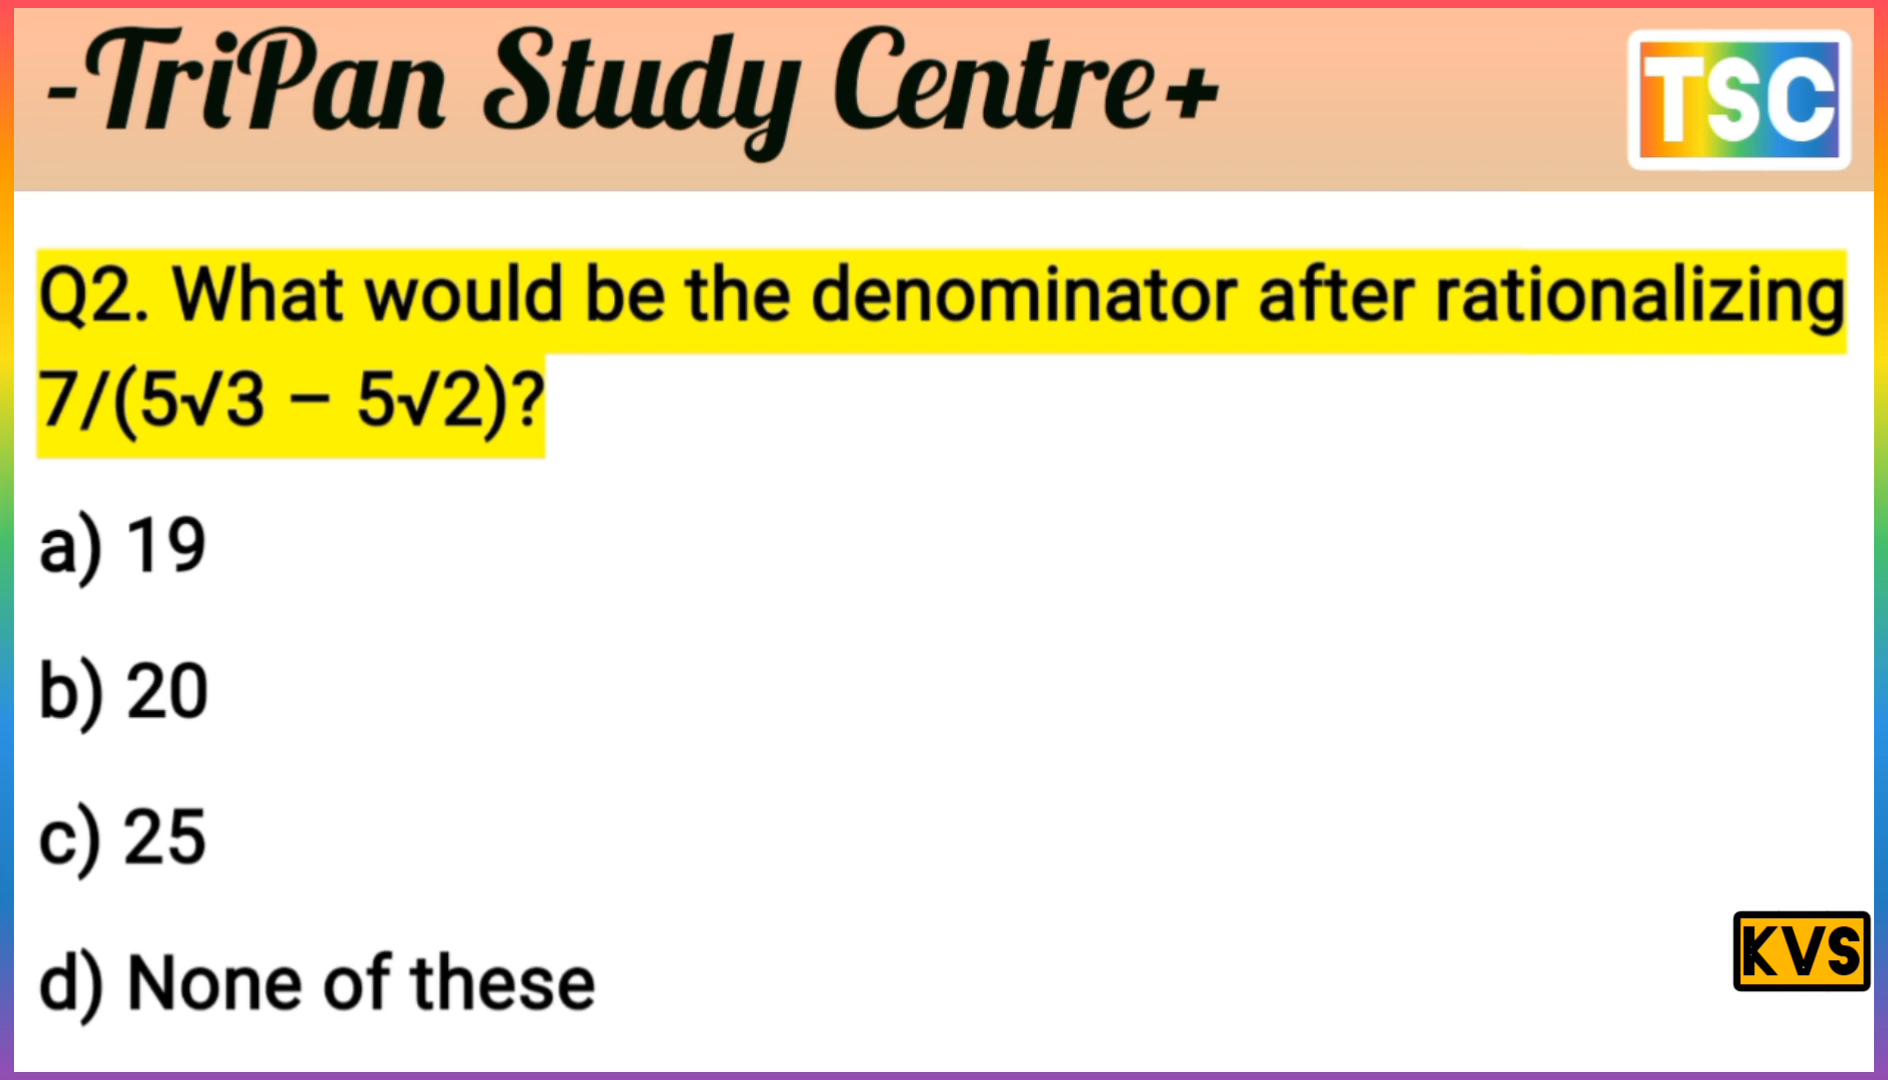 -TriPan Study Centre+
TSC
Q2. What would be the denominator after rationalizing
7/(5√3 – 5√2)?
a) 19
b) 20
c) 25
d) None of these
KVS